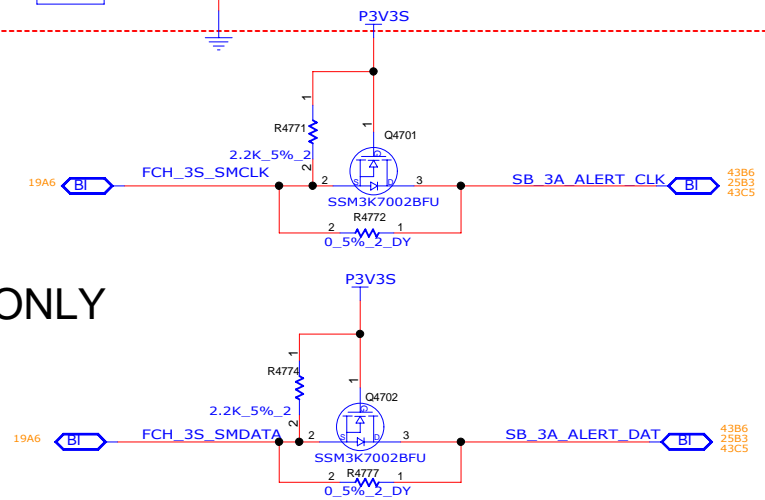 P3V3S
1
R4771
1
Q4701
2.2K_5%_2
2
FCH_3S_SMCLK
19A6
BI
2
S
G
D
3
SB_3A_ALERT_CLK
BI
43B6
25B3
43C5
SSM3K7002BFU
R4772
2
1
0_5%_2_DY
ONLY
P3V3S
1
R4774
1
Q4702
2.2K_5%_2
2
FCH_3S_SMDATA
19A6
BI
2
S
G
D
3
SB_3A_ALERT_DAT
BI
43B6
25B3
43C5
SSM3K7002BFU
2
R4777
1
0_5%_2_DY